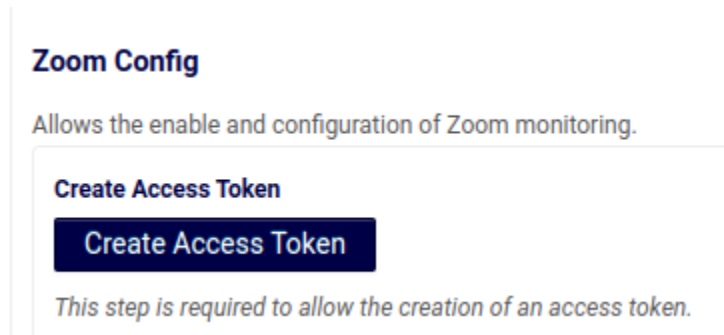 Zoom Config
Allows the enable and configuration of Zoom monitoring.
Create Access Token
Create Access Token
This step is required to allow the creation of an access token.